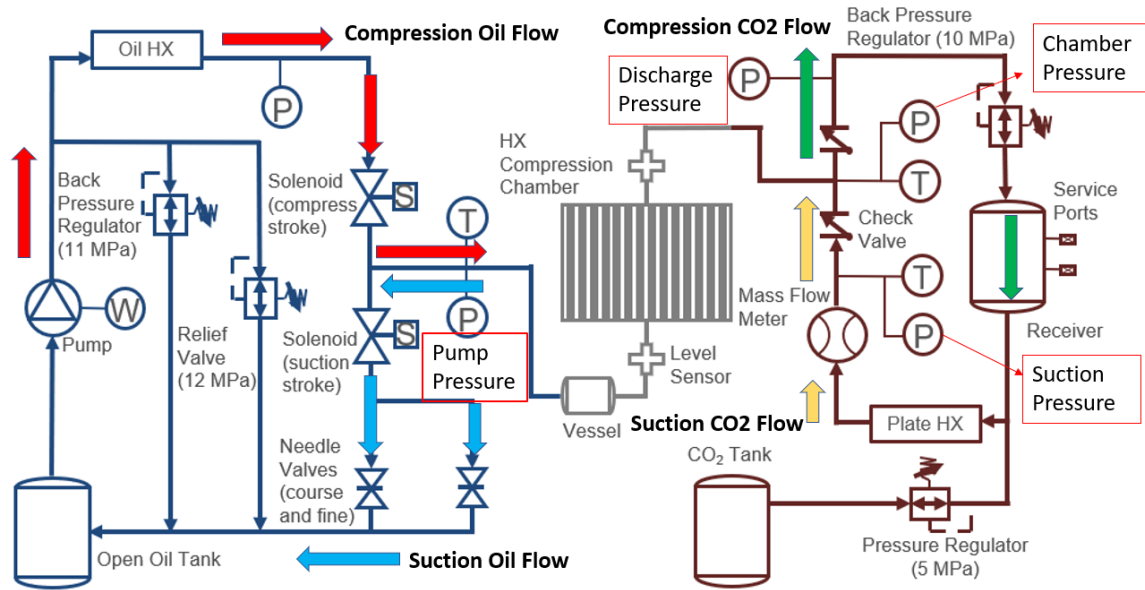 Oil HX
Compression Oil Flow
P
Back
Pressure
Regulator
(11 MPa)
Solenoid
(compress
stroke)
S
T
P
Pump
W
Relief
Valve
(12 MPa)
Solenoid
(suction
stroke)
S
Pump
Pressure
Needle
Valves
(course
and fine)
Open Oil Tank
Suction Oil Flow
Compression CO2 Flow
Back Pressure
Regulator (10 MPa)
Chamber
Pressure
Discharge
Pressure
P
P
T
HX
Compression
Chamber
Check
Valve
Service
Ports
Mass Flow
Meter
T
P
Receiver
Level
Sensor
Vessel
Suction CO2 Flow
Plate HX
Suction
Pressure
CO₂ Tank
Pressure Regulator
(5 MPa)